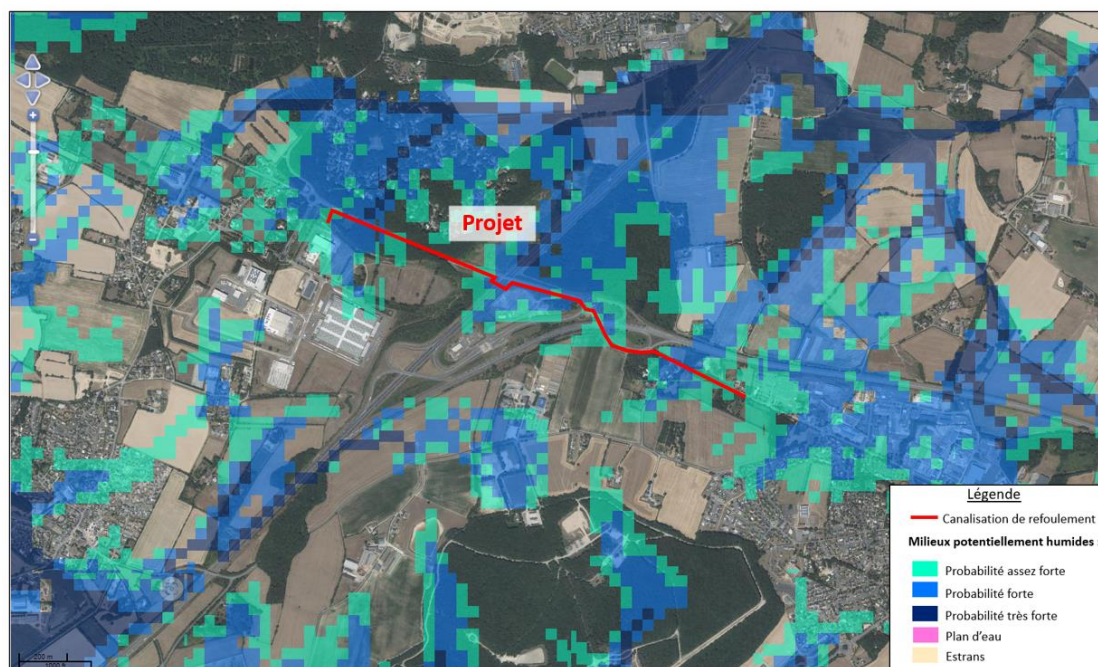 Projet
Légende
Canalisation de refoulement
Milieux potentiellement humides :
Probabilité assez forte
Probabilité forte
Probabilité très forte
Plan d'eau
Estrans
200 m